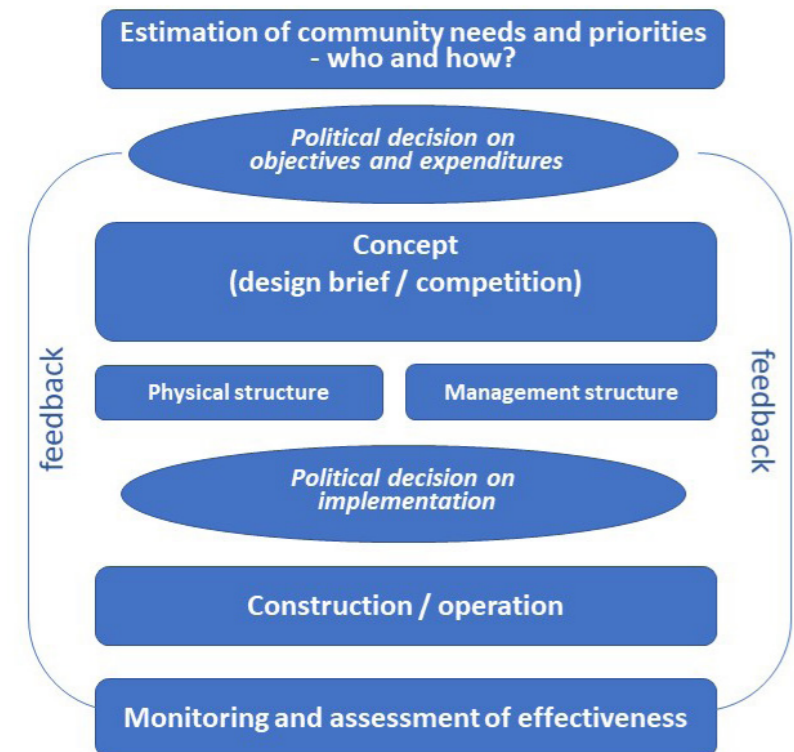 Estimation of community needs and priorities
- who and how?
Political decision on
objectives and expenditures
Concept
(design brief / competition)
feedback
feedback
Physical structure
Management structure
Political decision on
implementation
Construction / operation
Monitoring and assessment of effectiveness